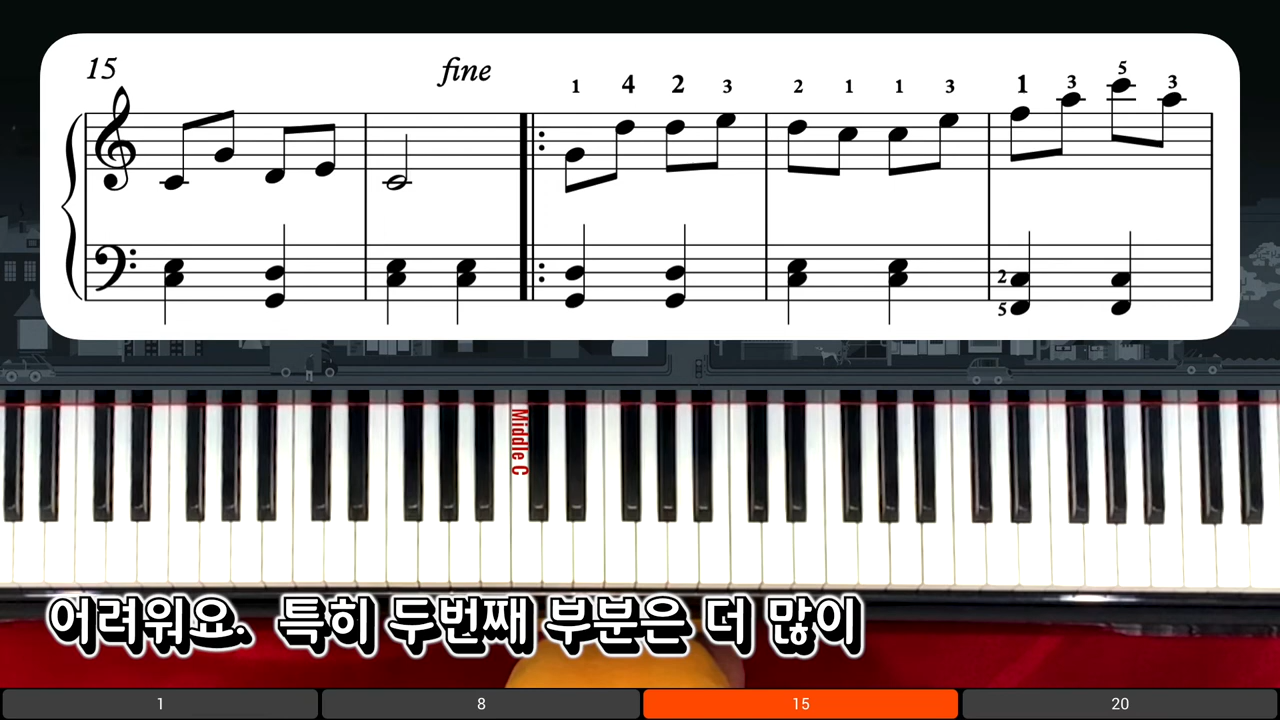 15
fine
1 4 2 3 2 1 1 3 1 3 5 3
2
5
Middle C
어려워요. 특히 두번째 부분은 더 많이
1 8 15 20